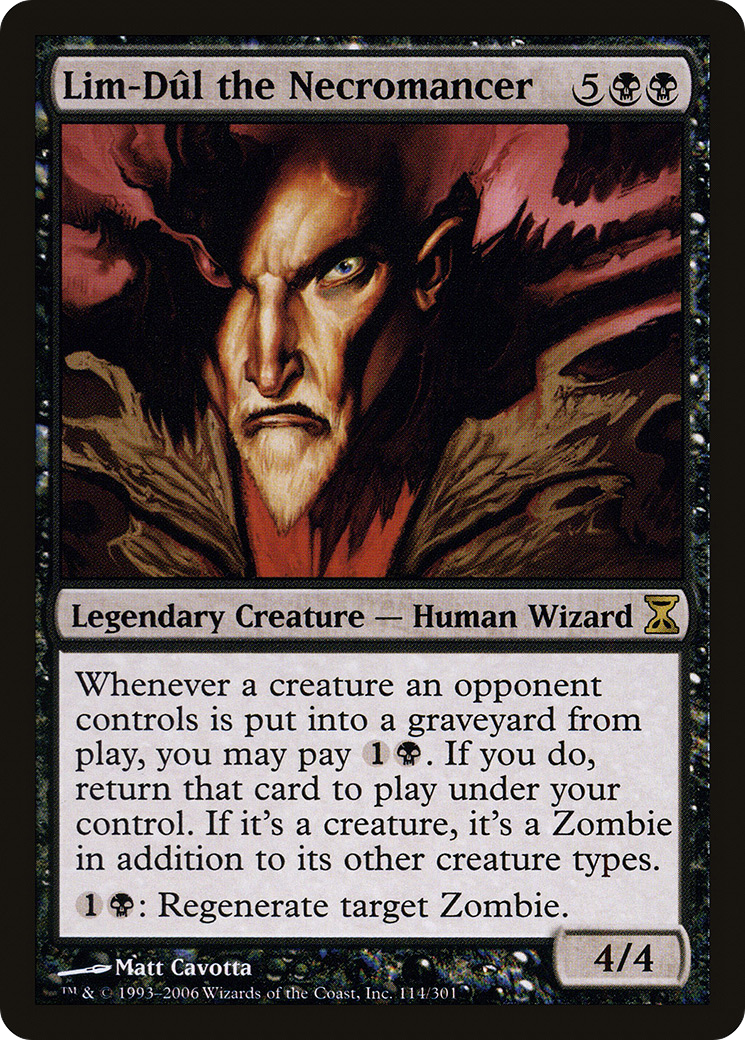 Lim-Dûl the Necromancer 5
Legendary Creature — Human Wizard
Whenever a creature an opponent
controls is put into a graveyard from
play, you may pay 1 . If you do,
return that card to play under your
control. If it's a creature, it's a Zombie
in addition to its other creature types.
1 : Regenerate target Zombie.
4/4
Matt Cavotta
™ & © 1993–2006 Wizards of the Coast, Inc. 114/301